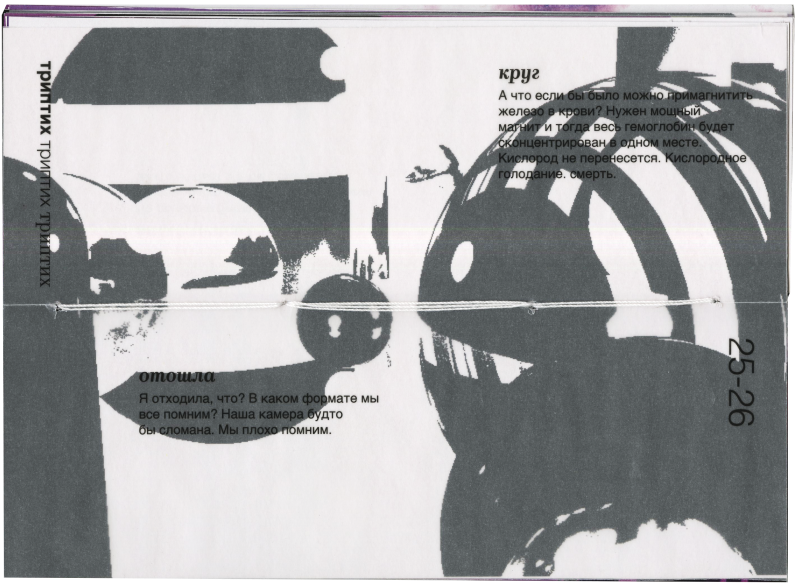 триптих триптих триптих
круг
А что если бы было можно примагнитить
железо в крови? Нужен мощный
магнит и тогда весь гемоглобин будет
сконцентрирован в одном месте.
Кислород не перенесется. Кислородное
голодание. смерть.
отошла
Я отходила, что? В каком формате мы
все помним? Наша камера будто
бы сломана. Мы плохо помним.
25-26